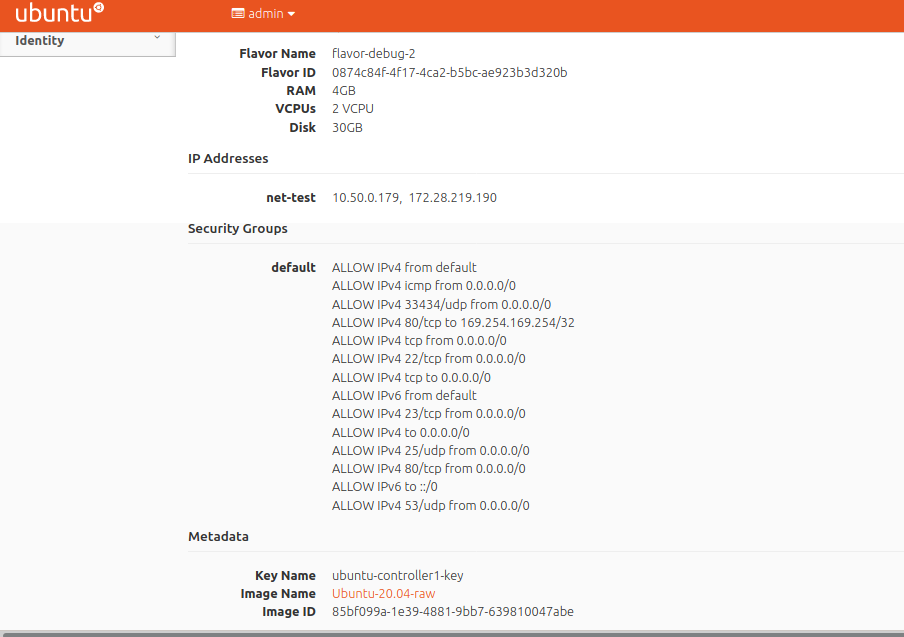 ubuntu admin
Identity
Flavor Name flavor-debug-2
Flavor ID 0874c84f-4f17-4ca2-b5bc-ae923b3d320b
RAM 4GB
VCPUs 2 VCPU
Disk 30GB
IP Addresses
net-test 10.50.0.179, 172.28.219.190
Security Groups
default ALLOW IPv4 from default
ALLOW IPv4 icmp from 0.0.0.0/0
ALLOW IPv4 33434/udp from 0.0.0.0/0
ALLOW IPv4 80/tcp to 169.254.169.254/32
ALLOW IPv4 tcp from 0.0.0.0/0
ALLOW IPv4 22/tcp from 0.0.0.0/0
ALLOW IPv4 tcp to 0.0.0.0/0
ALLOW IPv6 from default
ALLOW IPv4 23/tcp from 0.0.0.0/0
ALLOW IPv4 to 0.0.0.0/0
ALLOW IPv4 25/udp from 0.0.0.0/0
ALLOW IPv4 80/tcp from 0.0.0.0/0
ALLOW IPv6 to ::/0
ALLOW IPv4 53/udp from 0.0.0.0/0
Metadata
Key Name ubuntu-controller1-key
Image Name Ubuntu-20.04-raw
Image ID 85bf099a-1e39-4881-9bb7-639810047abe